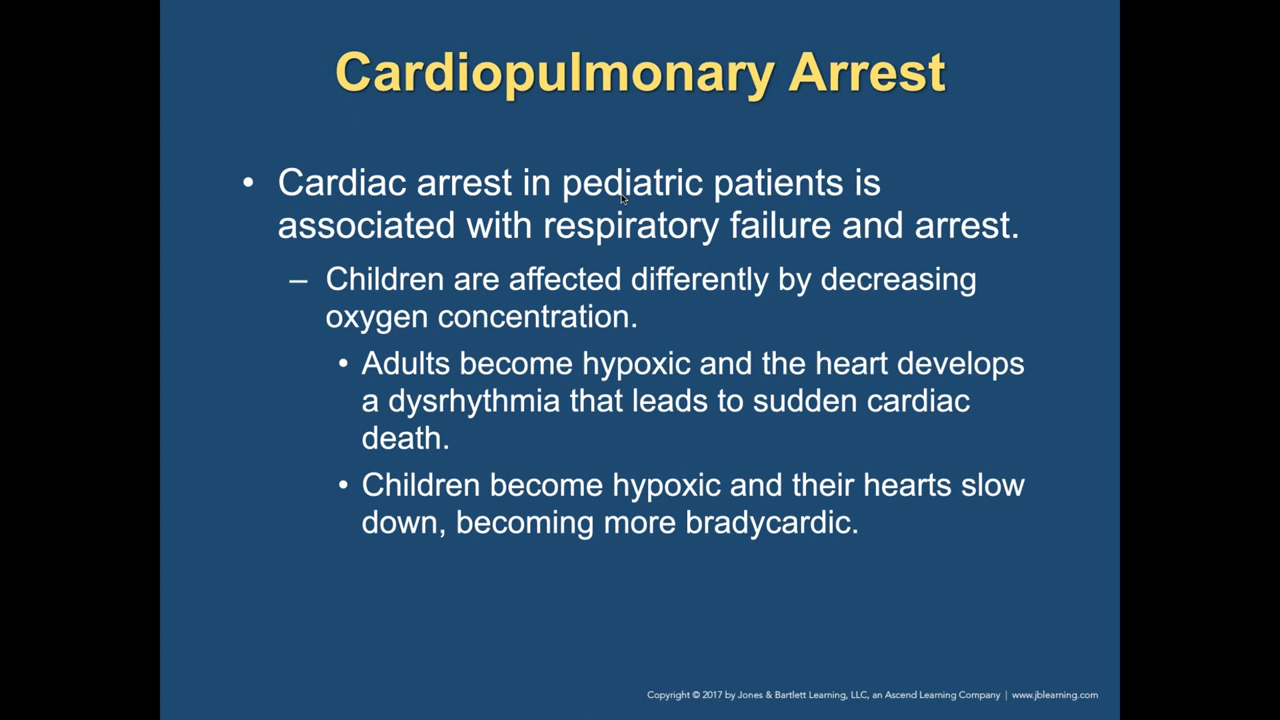 Cardiopulmonary Arrest
• Cardiac arrest in pediatric patients is
associated with respiratory failure and arrest.
– Children are affected differently by decreasing
oxygen concentration.
• Adults become hypoxic and the heart develops
a dysrhythmia that leads to sudden cardiac
death.
• Children become hypoxic and their hearts slow
down, becoming more bradycardic.
Copyright © 2017 by Jones & Bartlett Learning, LLC, an Ascend Learning Company | www.jblearning.com